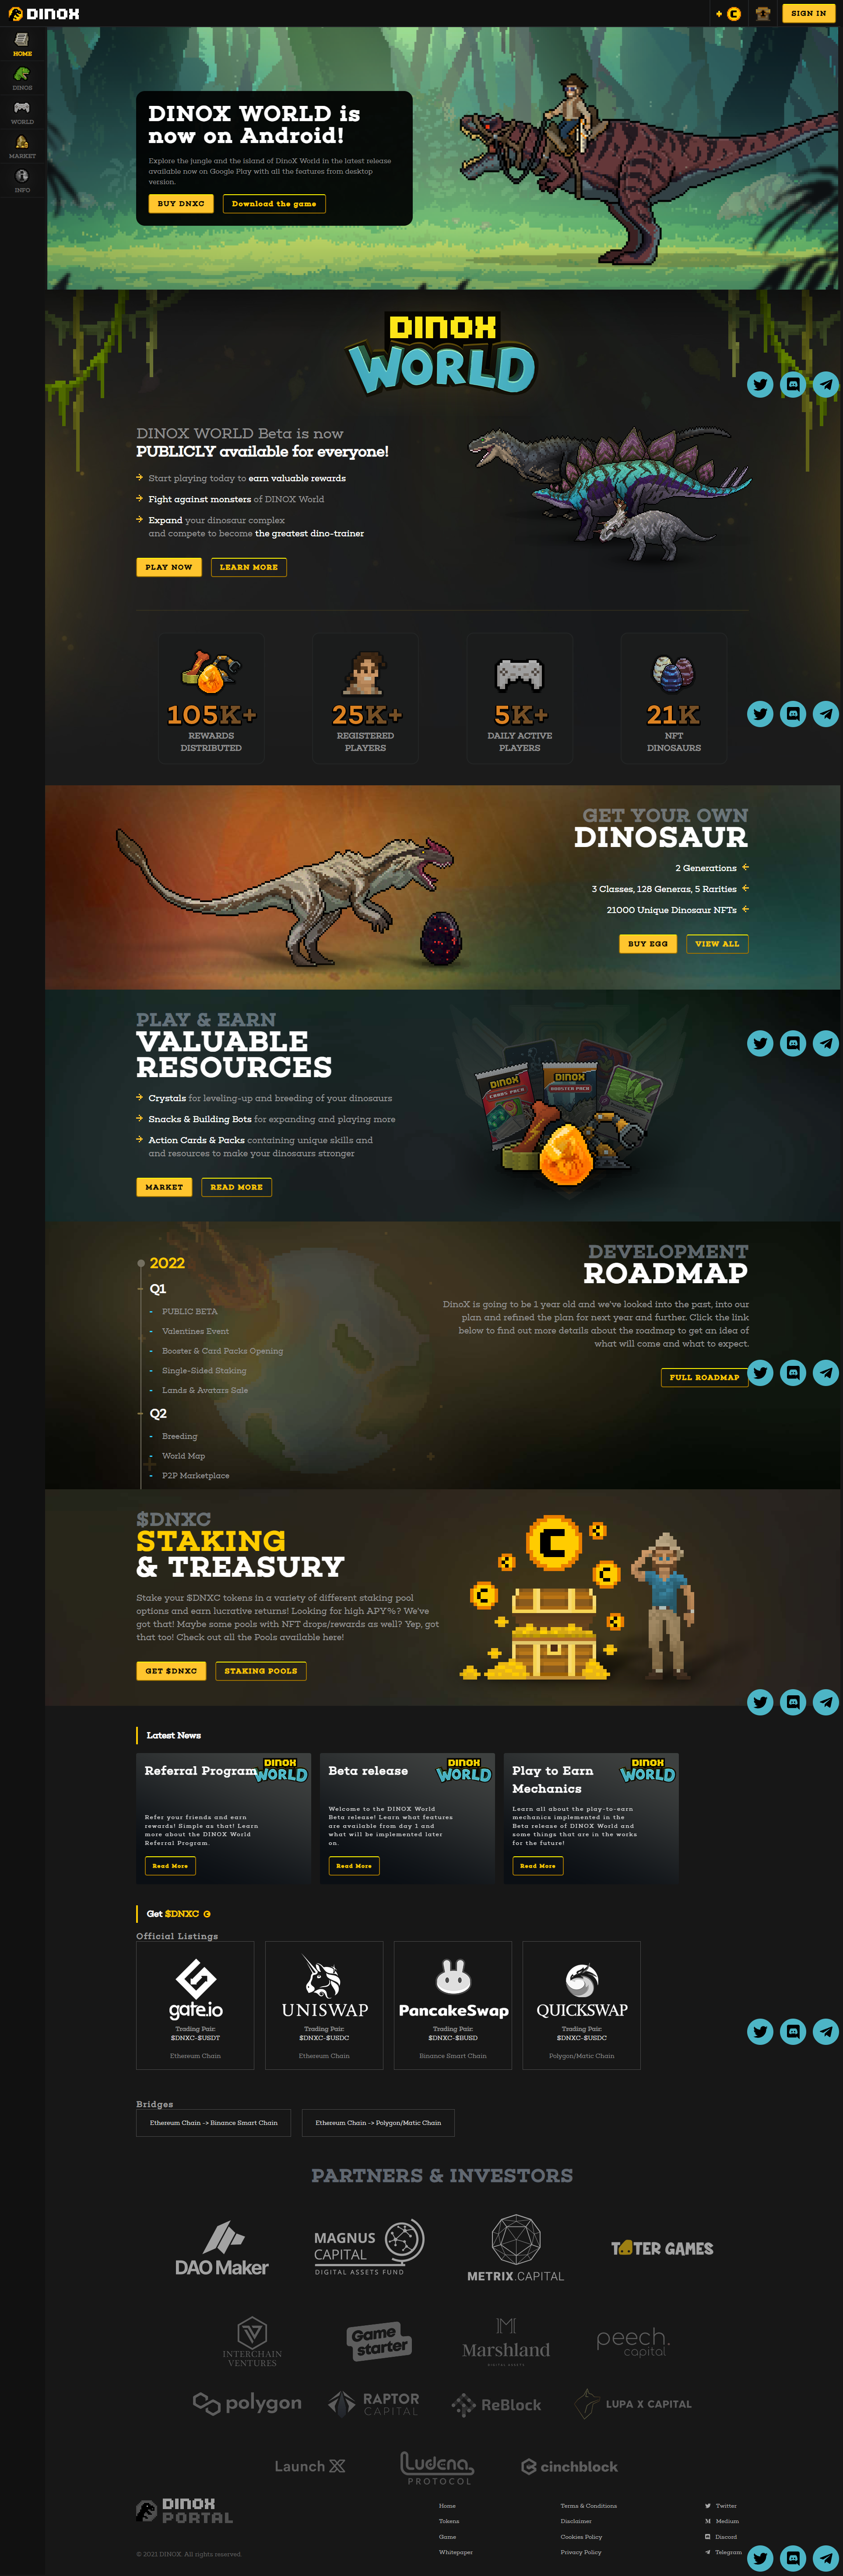 DINOX
+
SIGN IN
HOME
DINOS
WORLD
MARKET
INFO
DINOX WORLD is
now on Android!
Explore the jungle and the island of DinoX World in the latest release
available now on Google Play with all the features from desktop
version.
BUY DNXC
Download the game
DINOX
WORLD
DINOX WORLD Beta is now
PUBLICLY available for everyone!
Start playing today to earn valuable rewards
Fight against monsters of DINOX World
Expand your dinosaur complex
and compete to become the greatest dino-trainer
PLAY NOW
LEARN MORE
105K+
REWARDS
DISTRIBUTED
25K+
REGISTERED
PLAYERS
5K+
DAILY ACTIVE
PLAYERS
21K
NFT
DINOSAURS
GET YOUR OWN
DINOSAUR
2 Generations
3 Classes, 128 Generas, 5 Rarities
21000 Unique Dinosaur NFTs
BUY EGG
VIEW ALL
PLAY & EARN
VALUABLE
RESOURCES
Crystals for leveling-up and breeding of your dinosaurs
Snacks & Building Bots for expanding and playing more
Action Cards & Packs containing unique skills and
and resources to make your dinosaurs stronger
MARKET
READ MORE
DINOX
CARDS PACK
DINOX
BOOSTER PACK
2022
Q1
PUBLIC BETA
Valentines Event
Booster & Card Packs Opening
Single-Sided Staking
Lands & Avatars Sale
Q2
Breeding
World Map
P2P Marketplace
DEVELOPMENT
ROADMAP
DinoX is going to be 1 year old and we've looked into the past, into our
plan and refined the plan for next year and further. Click the link
below to find out more details about the roadmap to get an idea of
what will come and what to expect.
FULL ROADMAP
$DNXC
STAKING
& TREASURY
Stake your $DNXC tokens in a variety of different staking pool
options and earn lucrative returns! Looking for high APY%? We've
got that! Maybe some pools with NFT drops/rewards as well? Yep, got
that too! Check out all the Pools available here!
GET $DNXC
STAKING POOLS
Latest News
Referral Program
DINOX
WORLD
Refer your friends and earn
rewards! Simple as that! Learn
more about the DINOX World
Referral Program.
Read More
Beta release
DINOX
WORLD
Welcome to the DINOX World
Beta release! Learn what features
are available from day 1 and
what will be implemented later
on.
Read More
Play to Earn
Mechanics
DINOX
WORLD
Learn all about the play-to-earn
mechanics implemented in the
Beta release of DINOX World and
some things that are in the works
for the future!
Read More
Get $DNXC
Official Listings
gate.io
Trading Pair:
$DNXC-$USDT
Ethereum Chain
UNISWAP
Trading Pair:
$DNXC-$USDC
Ethereum Chain
PancakeSwap
Trading Pair:
$DNXC-$BUSD
Binance Smart Chain
QUICKSWAP
Trading Pair:
$DNXC-$USDC
Polygon/Matic Chain
Bridges
Ethereum Chain -> Binance Smart Chain
Ethereum Chain -> Polygon/Matic Chain
PARTNERS & INVESTORS
DAO Maker
MAGNUS
CAPITAL
DIGITAL ASSETS FUND
METRIX.CAPITAL
TATER GAMES
INTERCHAIN
VENTURES
Game
starter
Marshland
peech.
capital
polygon
RAPTOR
CAPITAL
ReBlock
LUPA X CAPITAL
Launch X
Ludena
PROTOCOL
cinchblock
DINOX
PORTAL
© 2021 DINOX. All rights reserved.
Home
Tokens
Game
Whitepaper
Terms & Conditions
Disclaimer
Cookies Policy
Privacy Policy
Twitter
Medium
Discord
Telegram